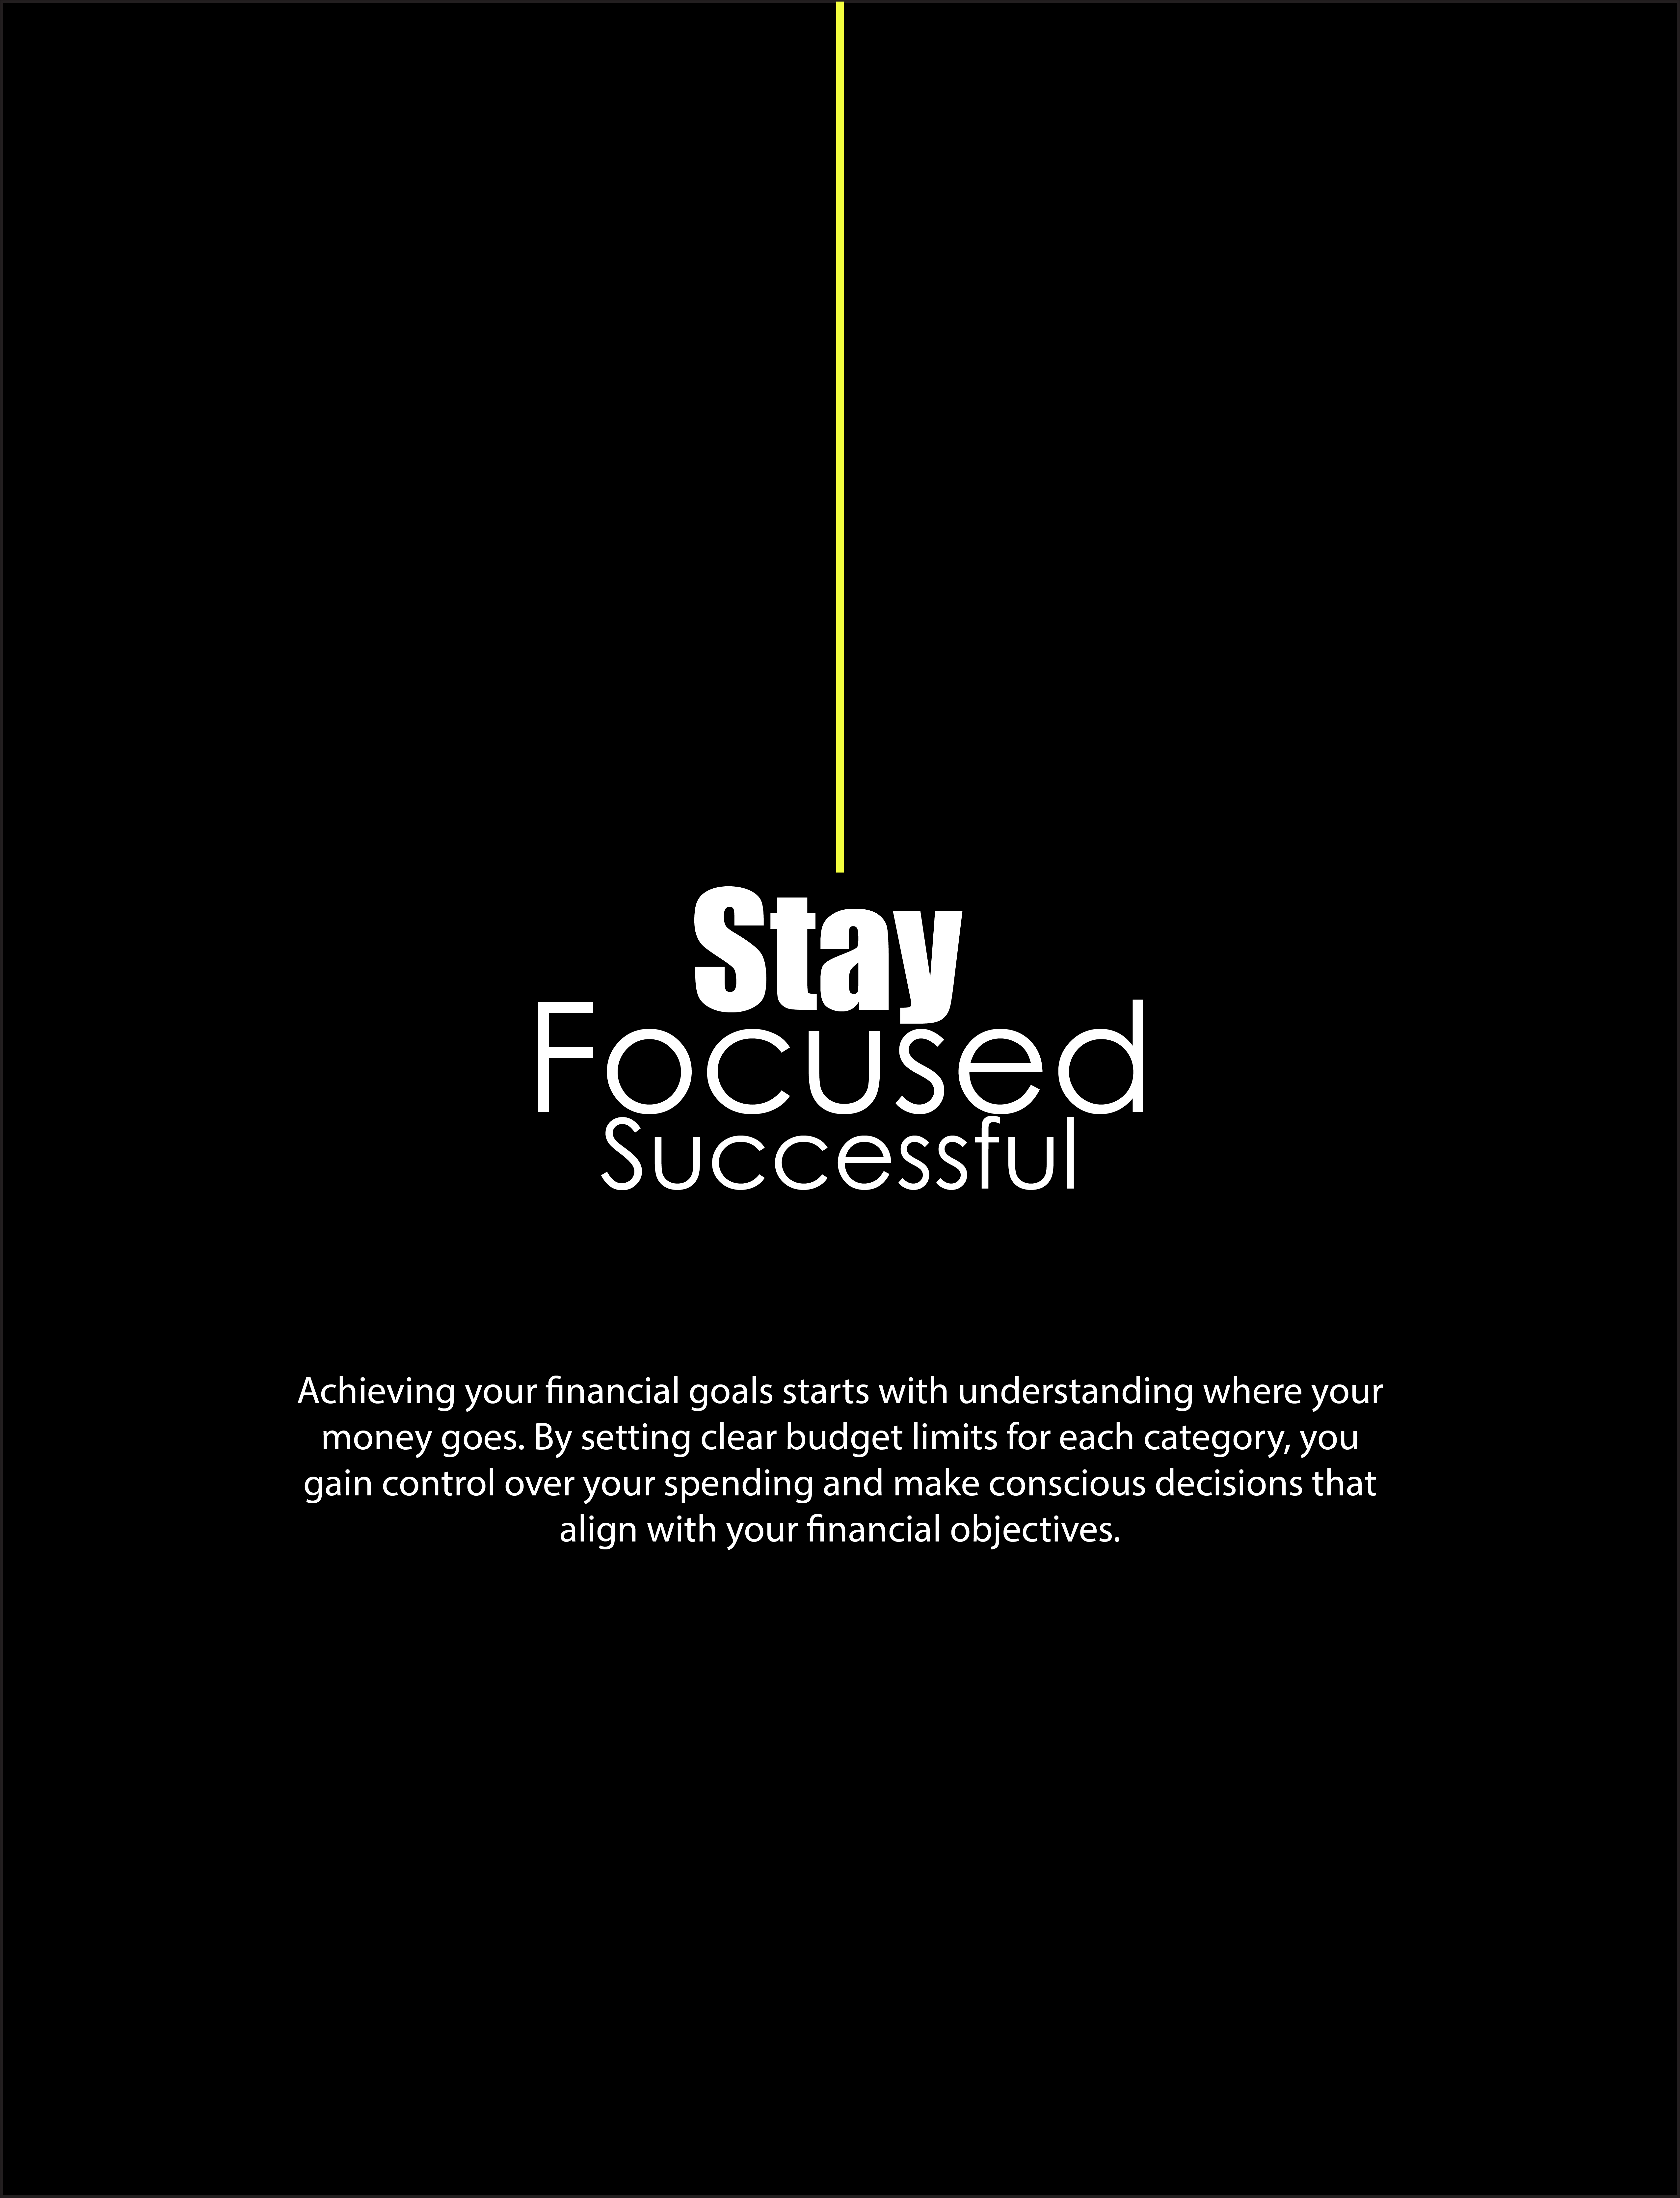 Stay
Focused
Successful
Achieving your financial goals starts with understanding where your
money goes. By setting clear budget limits for each category, you
gain control over your spending and make conscious decisions that
align with your financial objectives.